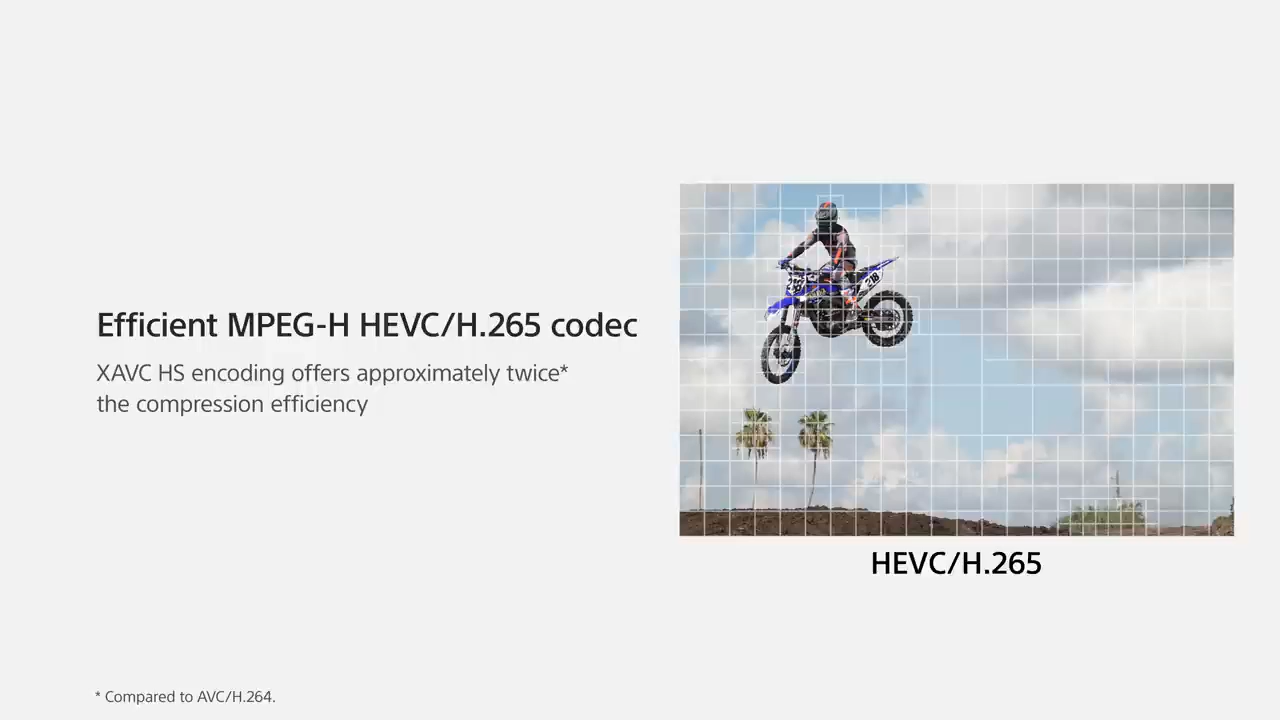 Efficient MPEG-H HEVC/H.265 codec
XAVC HS encoding offers approximately twice*
the compression efficiency
218
HEVC/H.265
* Compared to AVC/H.264.